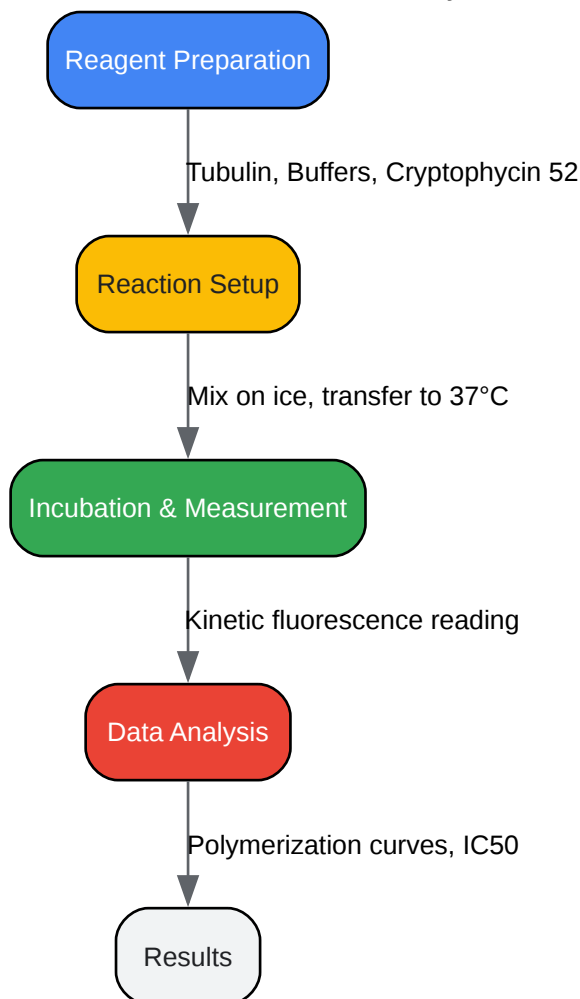 Reagent Preparation
Tubulin, Buffers, Cryptophycin 52
Reaction Setup
Mix on ice, transfer to 37°C
Incubation & Measurement
Kinetic fluorescence reading
Data Analysis
Polymerization curves, IC50
Results